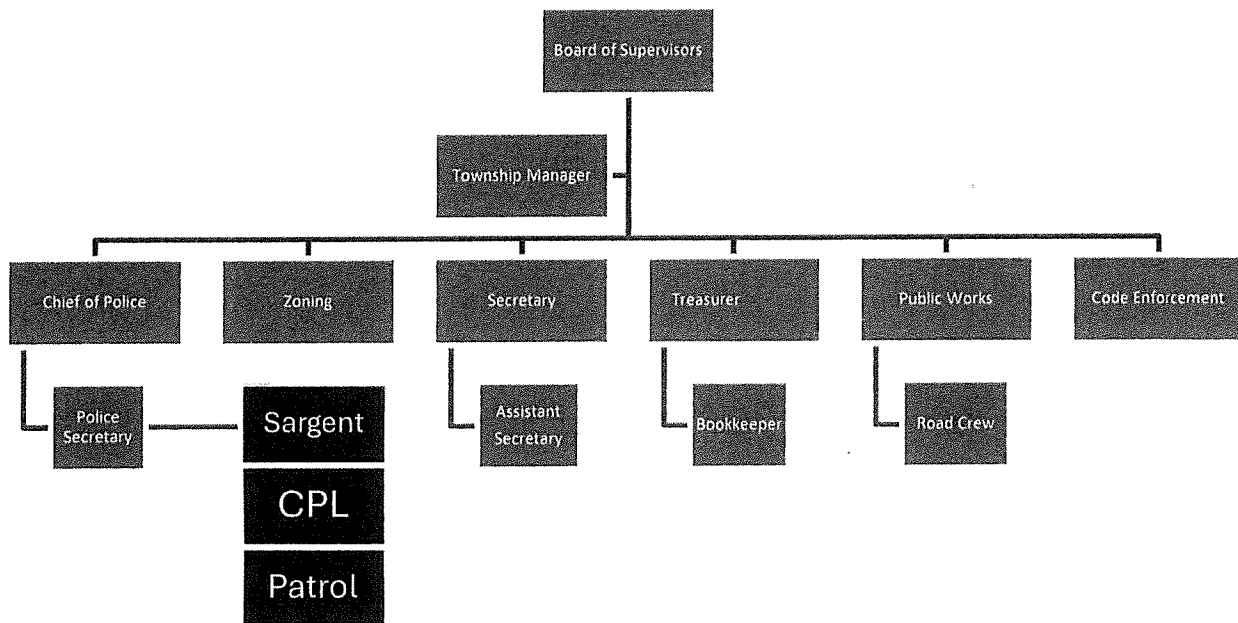 Board of Supervisors
Township Manager
Chief of Police
Zoning
Secretary
Treasurer
Public Works
Code Enforcement
Police
Secretary
Sargent
CPL
Patrol
Assistant
Secretary
Bookkeeper
Road Crew